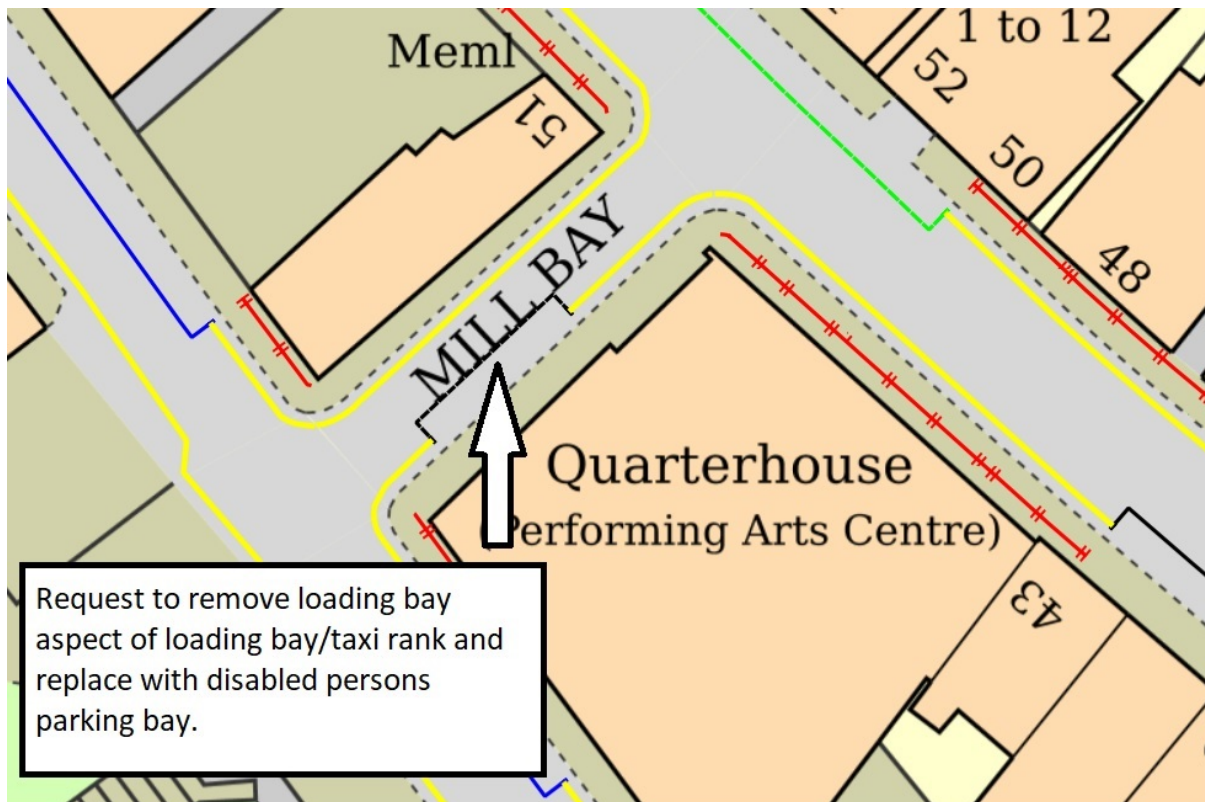 Meml
1 to 12
52
51
50
48
MILL BAY
Quarterhouse
(Performing Arts Centre)
43
Request to remove loading bay
aspect of loading bay/taxi rank and
replace with disabled persons
parking bay.